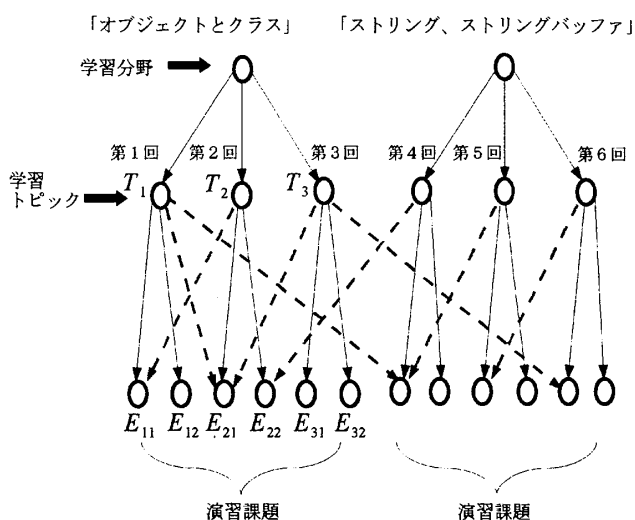 「オブジェクトとクラス」 「ストリング、ストリングバッファ」
学習分野
第1回 第2回 第3回 第4回 第5回 第6回
学習
トピック
T1 T2 T3
E11 E12 E21 E22 E31 E32
演習課題 演習課題